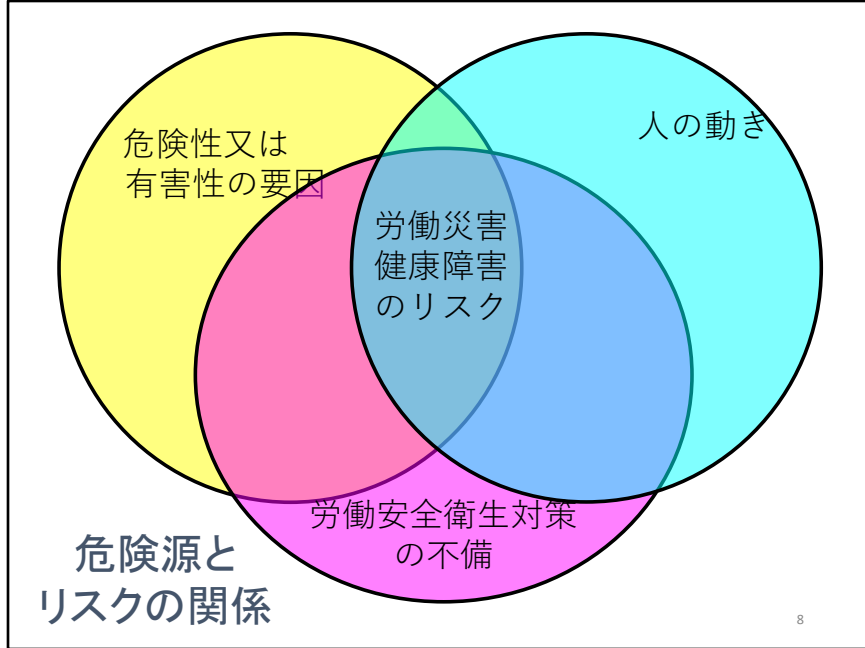 危険性又は
有害性の要因
人の動き
労働災害
健康障害
のリスク
労働安全衛生対策
の不備
危険源と
リスクの関係
8